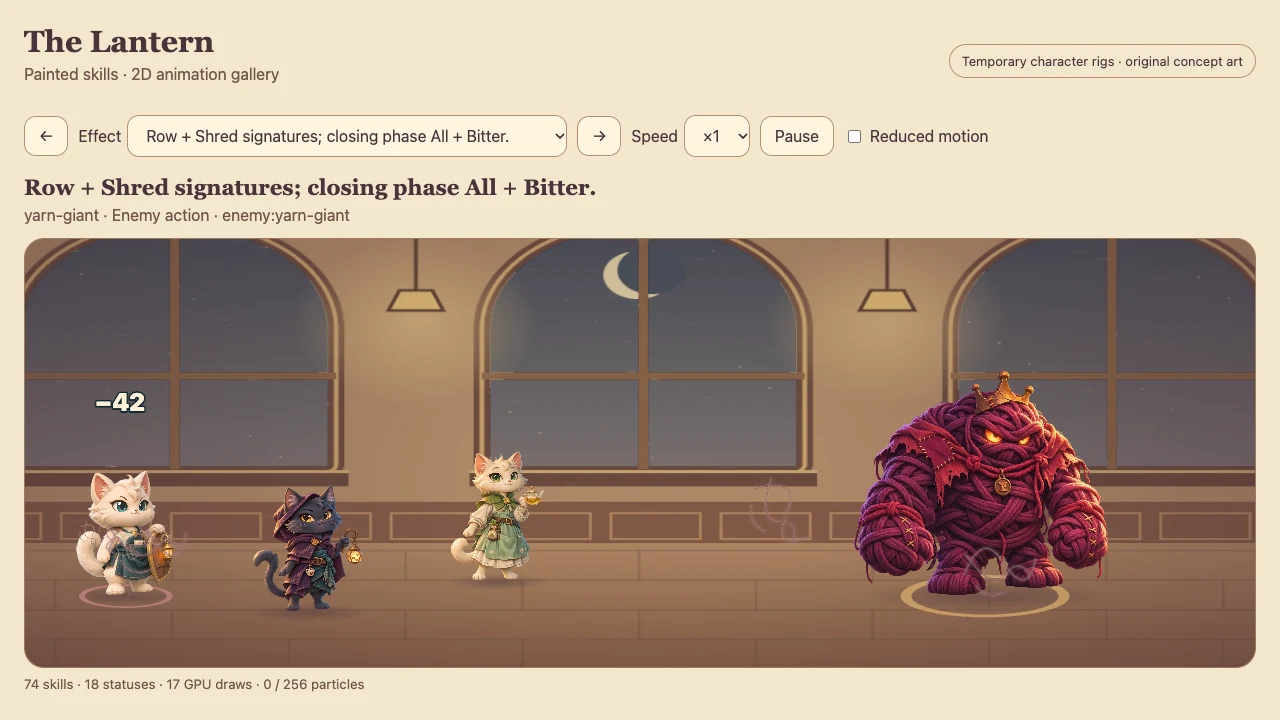 The Lantern
Painted skills · 2D animation gallery
Temporary character rigs · original concept art
← Effect Row + Shred signatures; closing phase All + Bitter. → Speed ×1 Pause Reduced motion
Row + Shred signatures; closing phase All + Bitter.
yarn-giant · Enemy action · enemy:yarn-giant
−42
74 skills · 18 statuses · 17 GPU draws · 0 / 256 particles